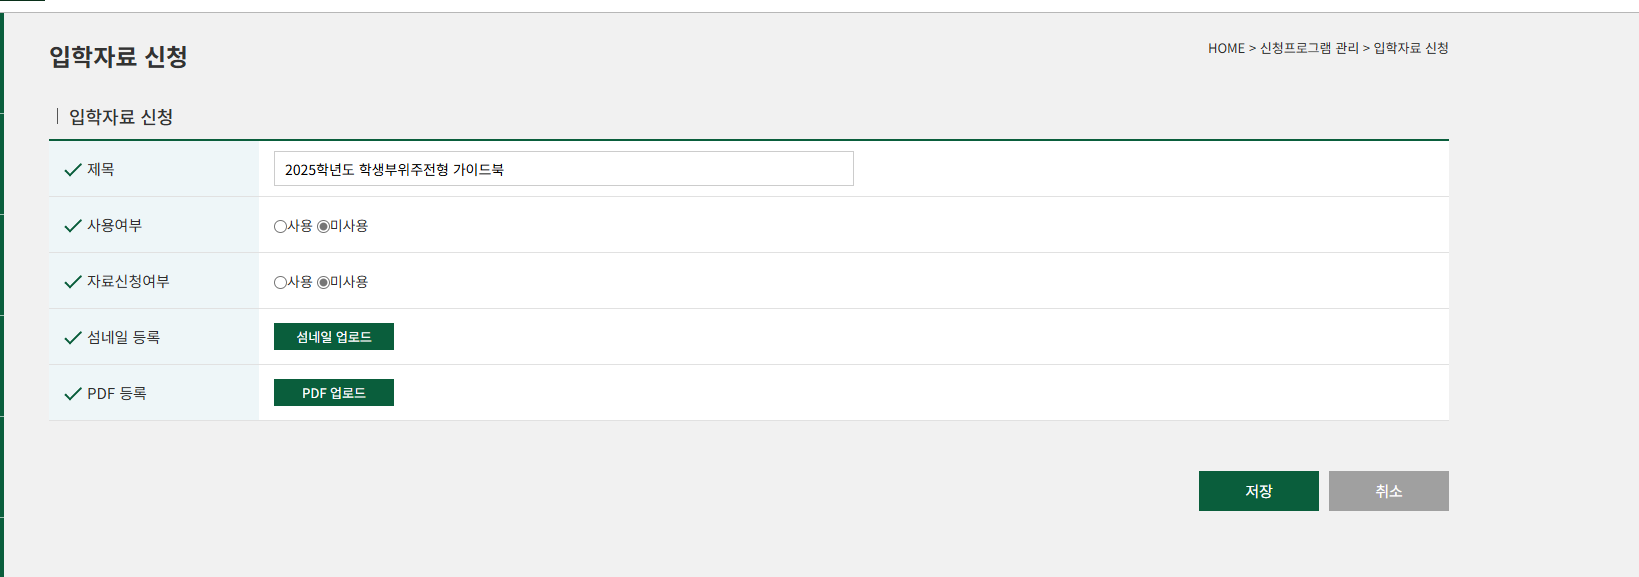 입학자료 신청
HOME > 신청프로그램 관리 > 입학자료 신청
입학자료 신청
제목
2025학년도 학생부위주전형 가이드북
사용여부
사용 미사용
자료신청여부
사용 미사용
섬네일 등록
섬네일 업로드
PDF 등록
PDF 업로드
저장
취소